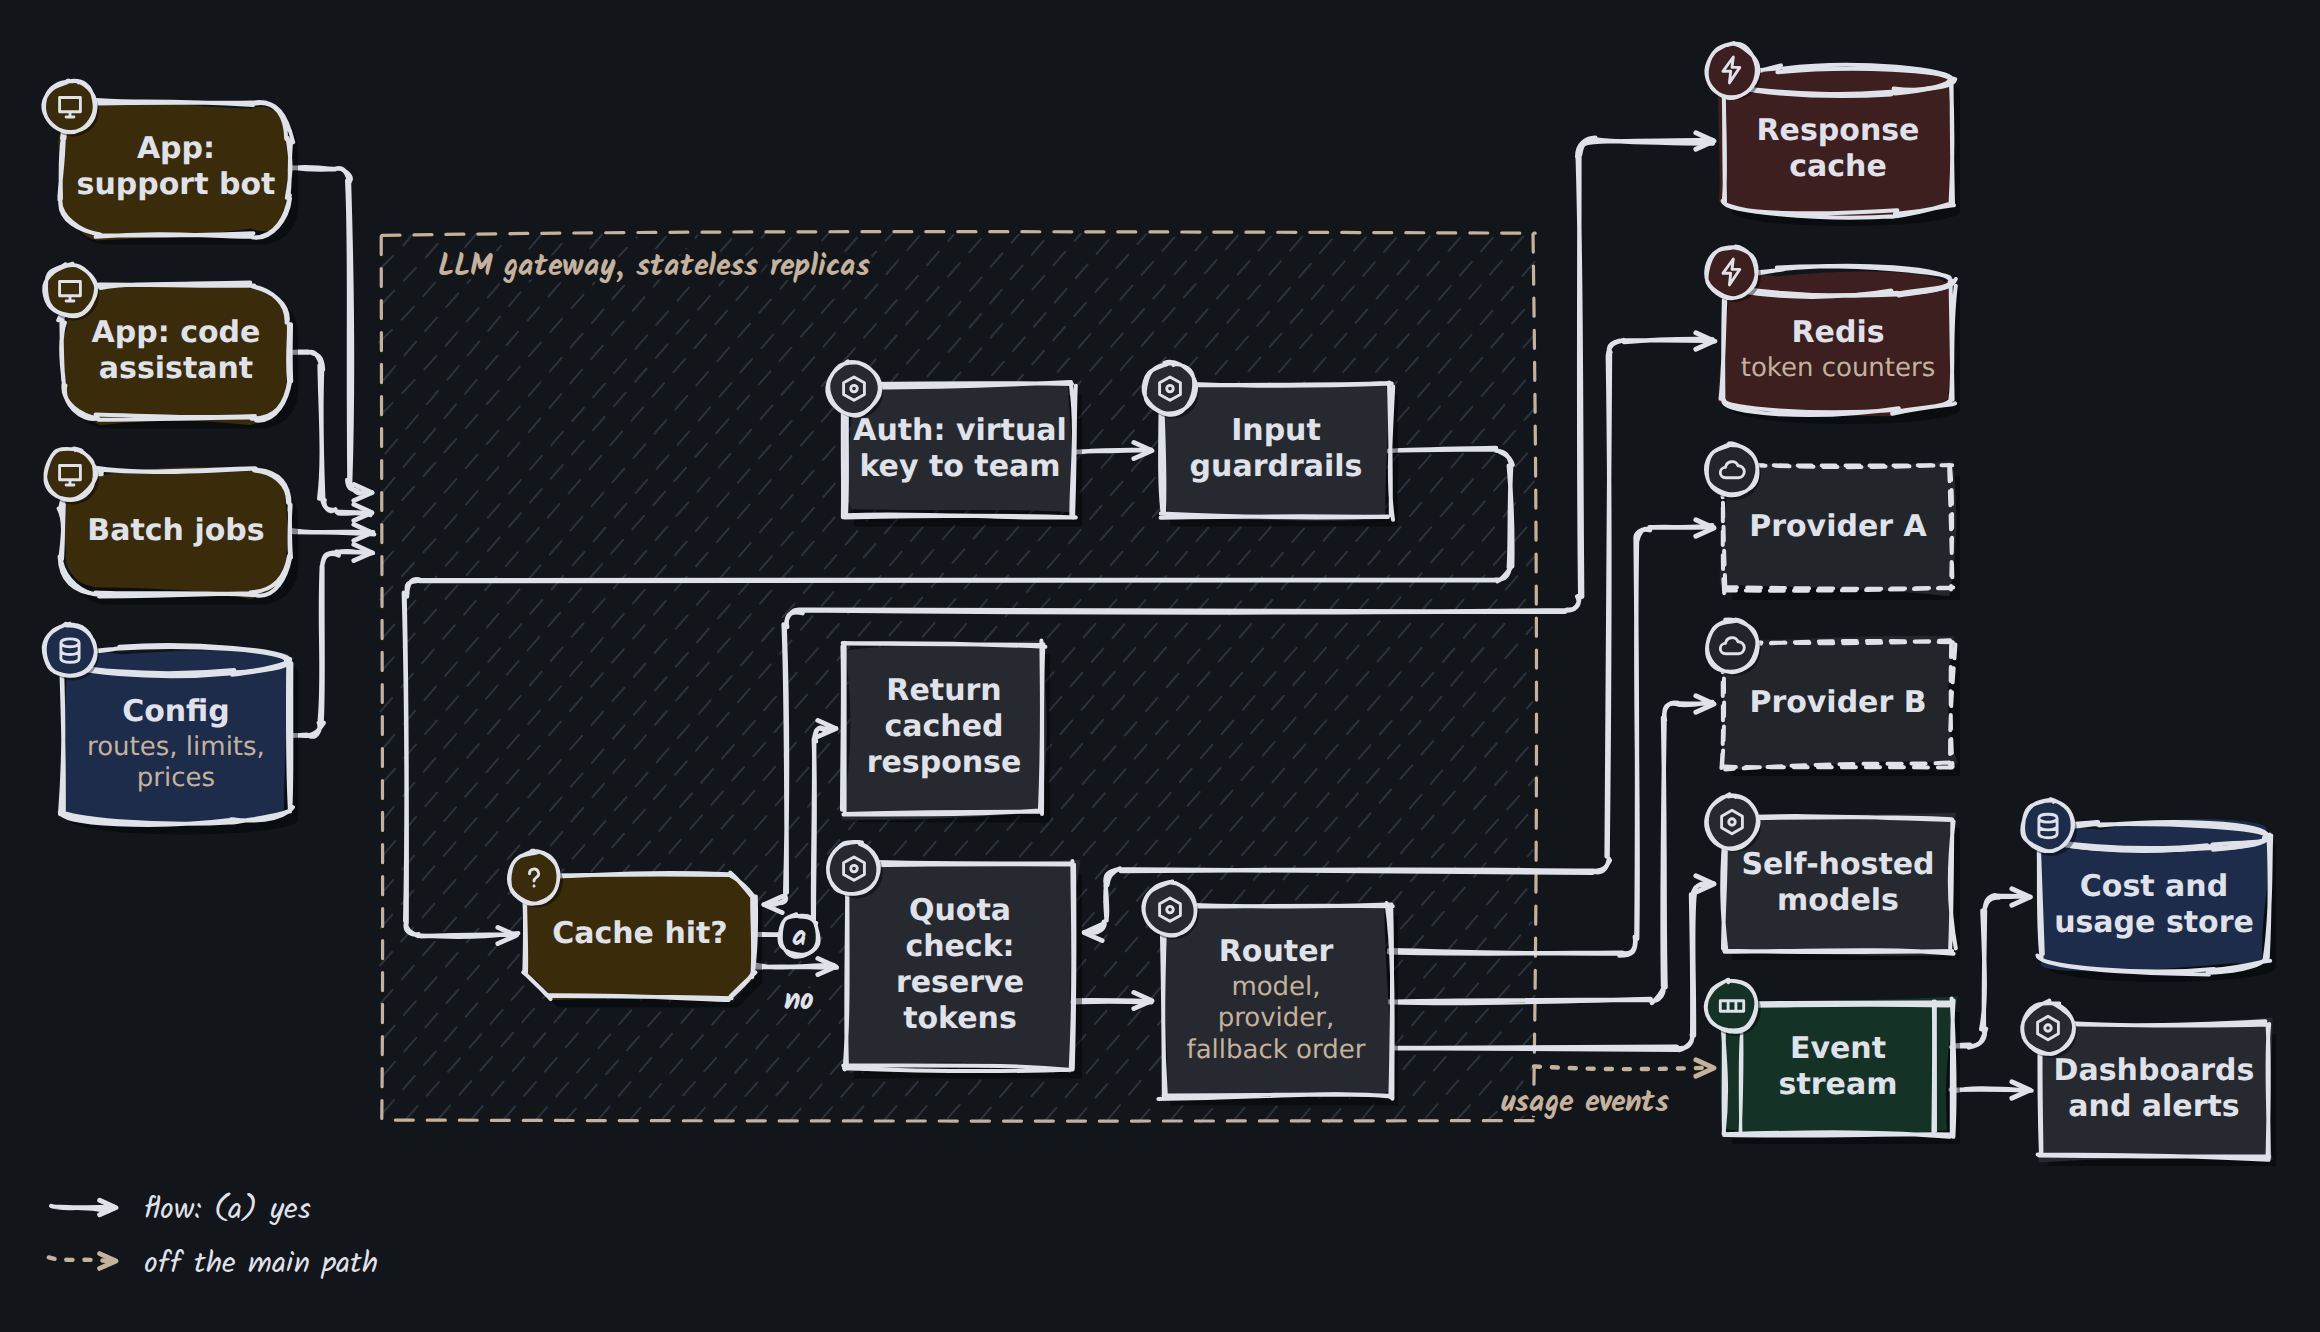 App:
support bot
App: code
assistant
Batch jobs
Config
routes, limits,
prices
LLM gateway, stateless replicas
Auth: virtual
key to team
Input
guardrails
Return
cached
response
?
Cache hit?
a
no
Quota
check:
reserve
tokens
Router
model,
provider,
fallback order
usage events
Response
cache
Redis
token counters
Provider A
Provider B
Self-hosted
models
Event
stream
Cost and
usage store
Dashboards
and alerts
flow: (a) yes
off the main path